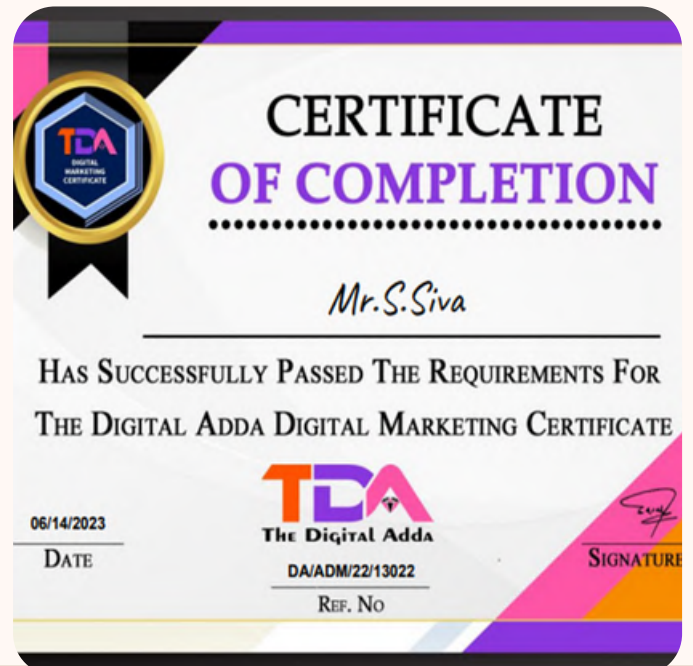 CERTIFICATE
OF COMPLETION
TDA
DIGITAL
MARKETING
CERTIFICATE
Mr.S.Siva
HAS SUCCESSFULLY PASSED THE REQUIREMENTS FOR
THE DIGITAL ADDA DIGITAL MARKETING CERTIFICATE
TDA
The Digital Adda
06/14/2023
DATE
DA/ADM/22/13022
REF. NO
SIGNATURE